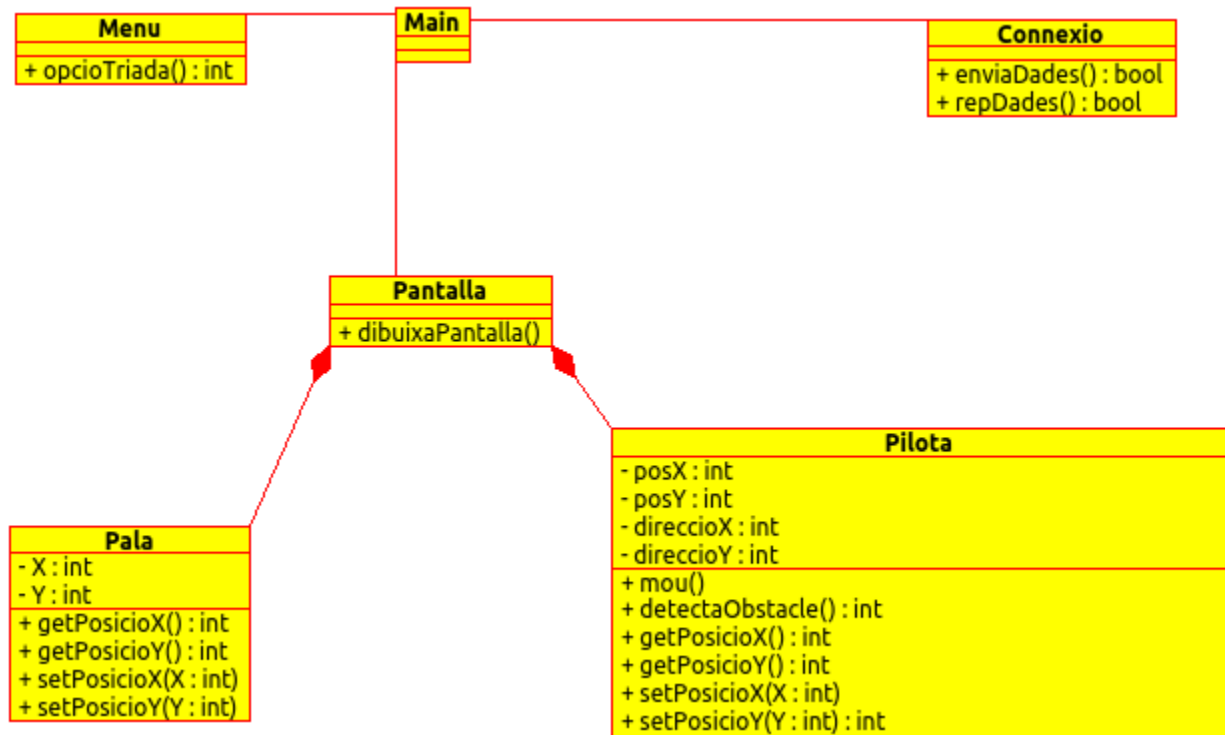 Menu
+ opcioTriada() : int
Main
Connexio
+ enviaDades() : bool
+ repDades() : bool
Pantalla
+ dibuixaPantalla()
Pala
- X : int
- Y : int
+ getPosicioX() : int
+ getPosicioY() : int
+ setPosicioX(X : int)
+ setPosicioY(Y : int)
Pilota
- posX : int
- posY : int
- direccioX : int
- direccioY : int
+ mou()
+ detectaObstacle() : int
+ getPosicioX() : int
+ getPosicioY() : int
+ setPosicioX(X : int)
+ setPosicioY(Y : int) : int